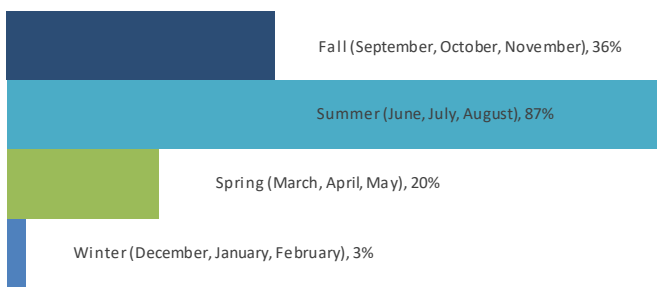 Fall (September, October, November), 36%
Summer (June, July, August), 87%
Spring (March, April, May), 20%
Winter (December, January, February), 3%